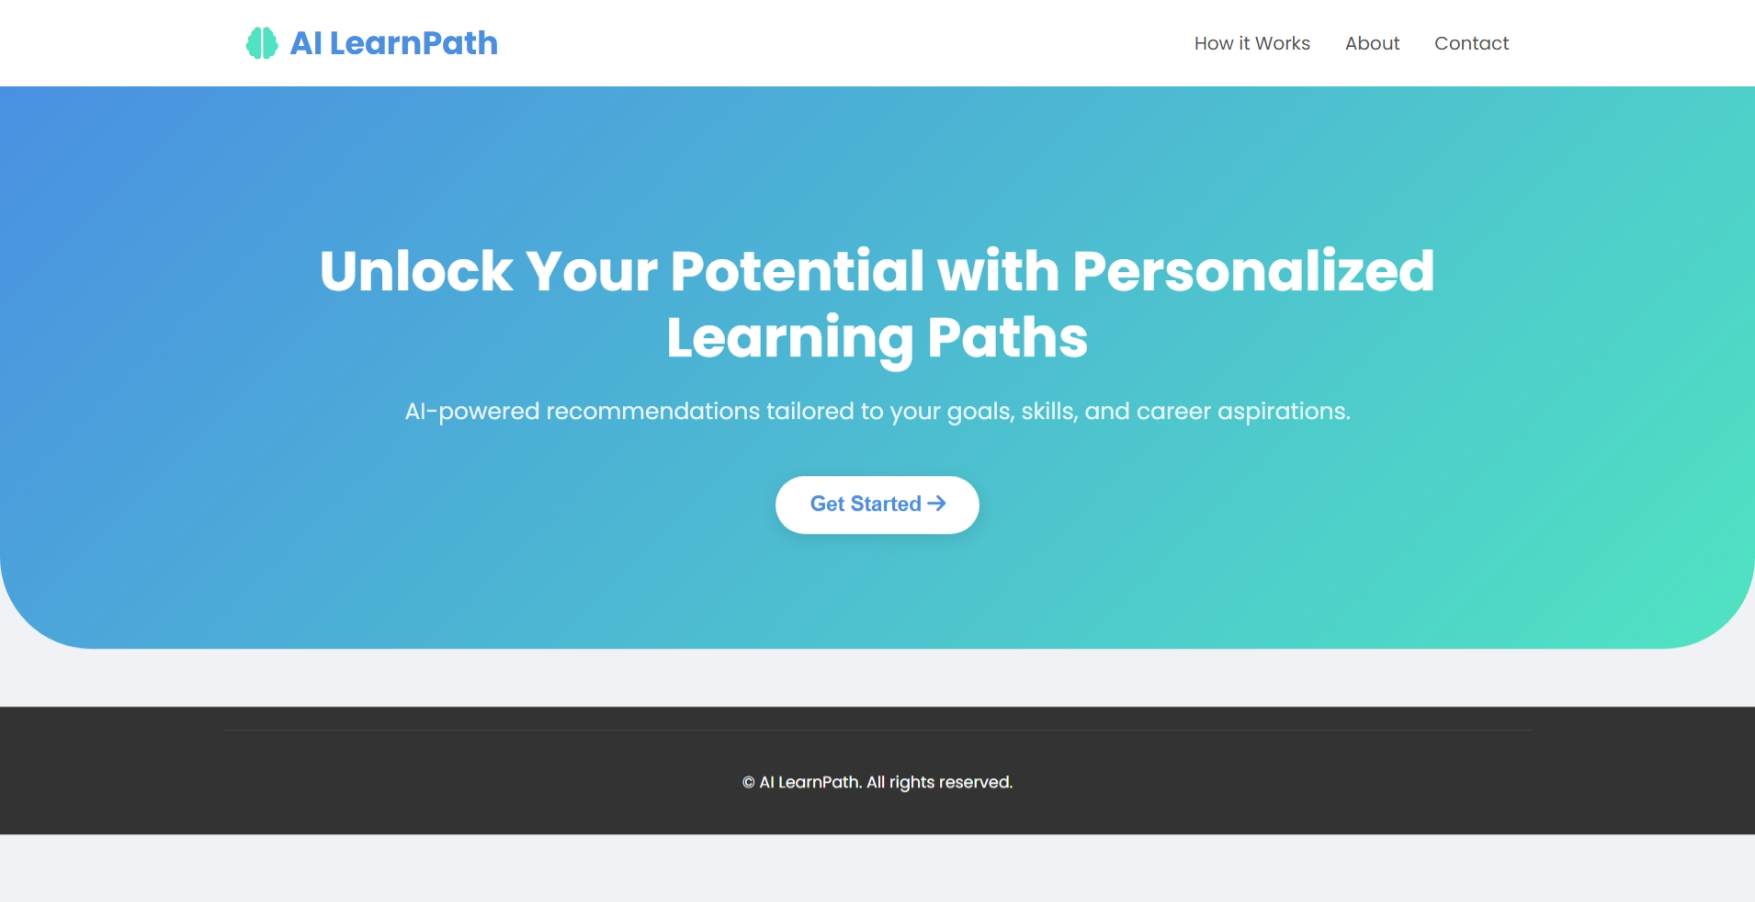 AI LearnPath
How it Works
About
Contact
Unlock Your Potential with Personalized
Learning Paths
AI-powered recommendations tailored to your goals, skills, and career aspirations.
Get Started →
© AI LearnPath. All rights reserved.